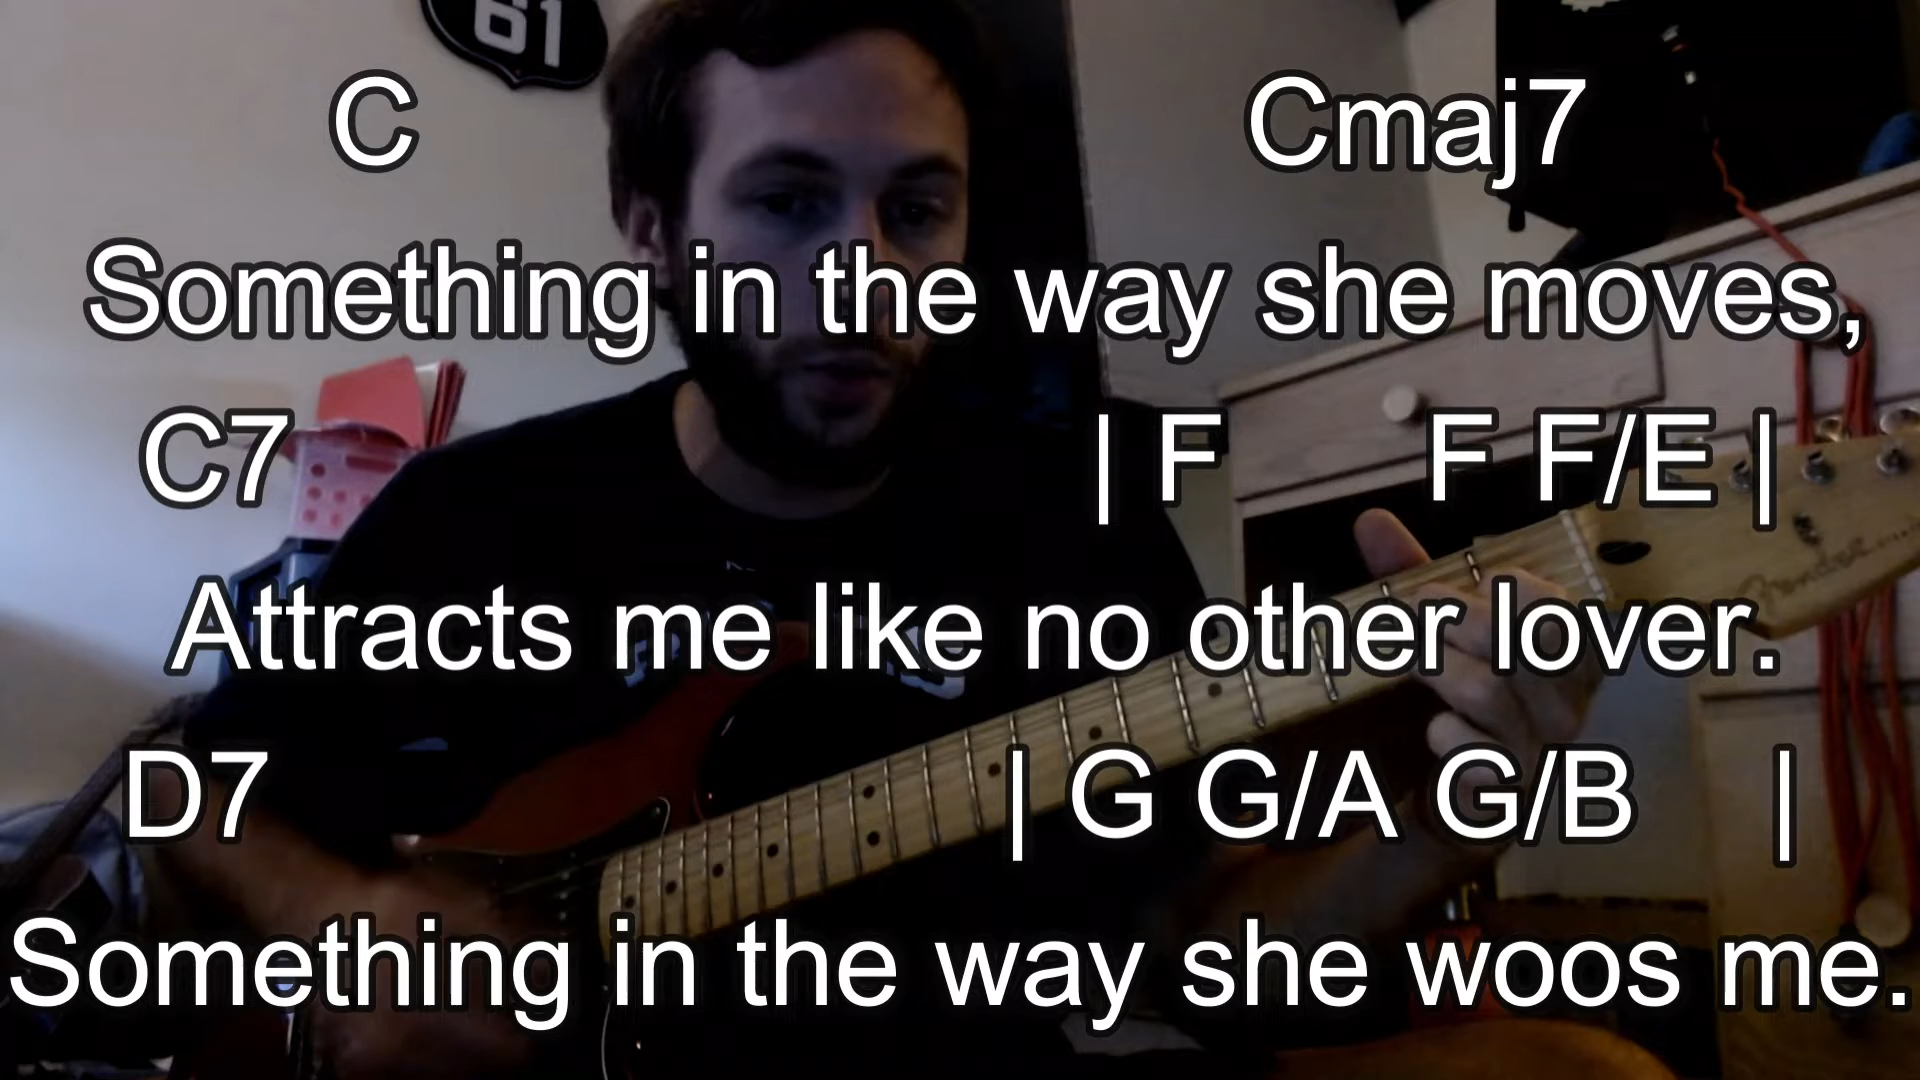 61
C Cmaj7
Something in the way she moves,
C7 | F F F/E |
Attracts me like no other lover.
D7 | G G/A G/B |
Something in the way she woos me.